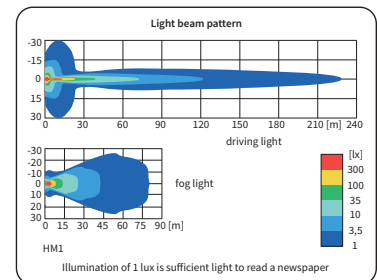 Light beam pattern
-30
-15
0
15
30
0 30 60 90 120 150 180 210 [m] 240
driving light
-30
20
10
0
10
20
30
0 15 30 45 60 75 90 [m]
fog light
[lx]
300
100
35
10
3,5
1
HM1
Illumination of 1 lux is sufficient light to read a newspaper